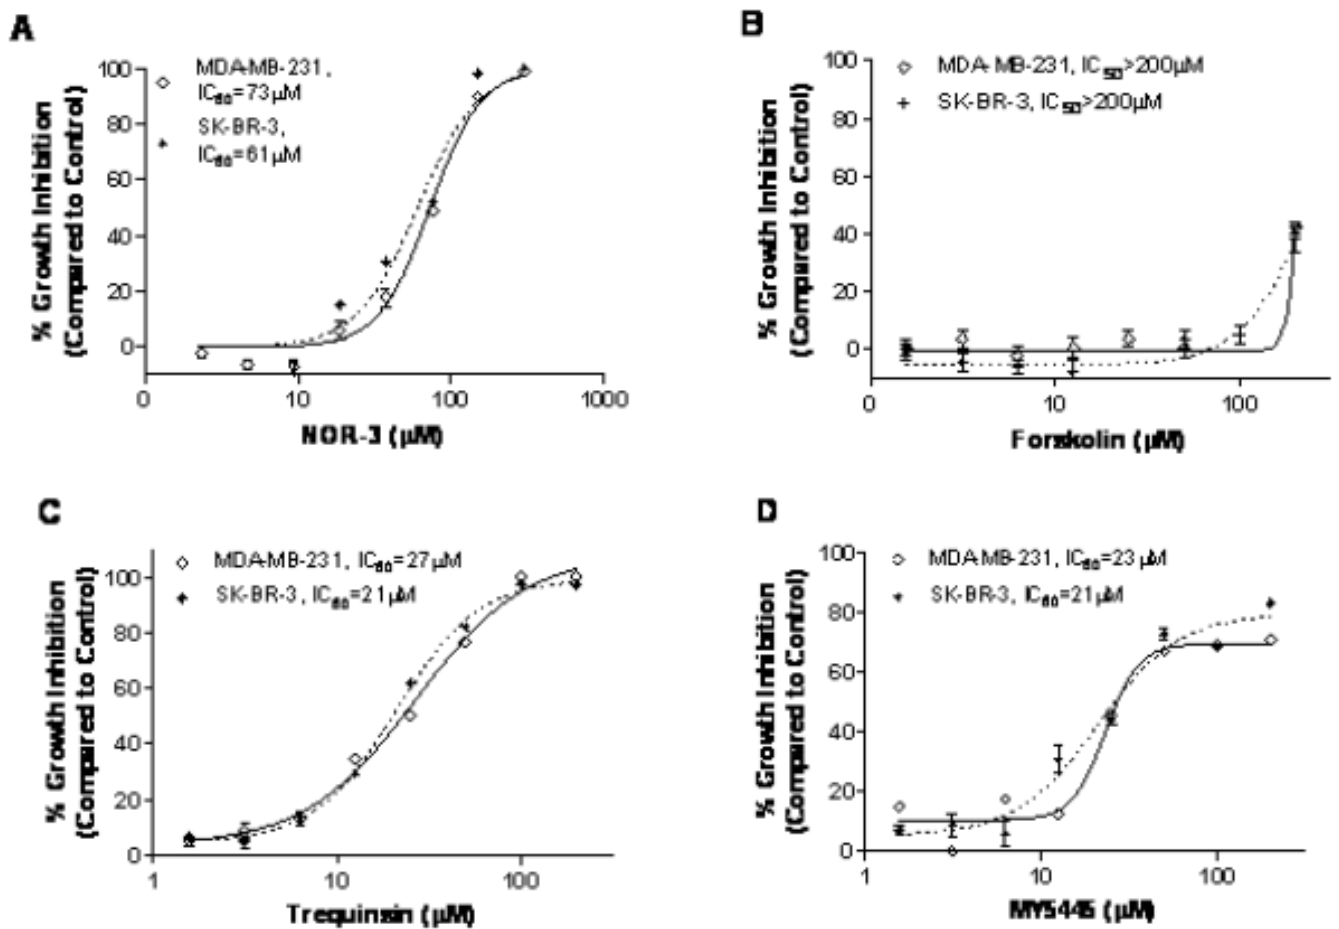 A
MDA-MB-231,
IC50=73µM
SK-BR-3,
IC50=61µM
% Growth Inhibition
(Compared to Control)
100
80
60
40
20
0
0
10
100
1000
NOR-3 (µM)
B
MDA-MB-231, IC50>200µM
SK-BR-3, IC50>200µM
% Growth Inhibition
(Compared to Control)
100
80
60
40
20
0
0
10
100
Forskolin (µM)
C
MDA-MB-231, IC50=27µM
SK-BR-3, IC50=21µM
% Growth Inhibition
(Compared to Control)
100
80
60
40
20
0
1
10
100
Trequinsin (µM)
D
MDA-MB-231, IC50=23µM
SK-BR-3, IC50=21µM
% Growth Inhibition
(Compared to Control)
100
80
60
40
20
0
1
10
100
MY5445 (µM)